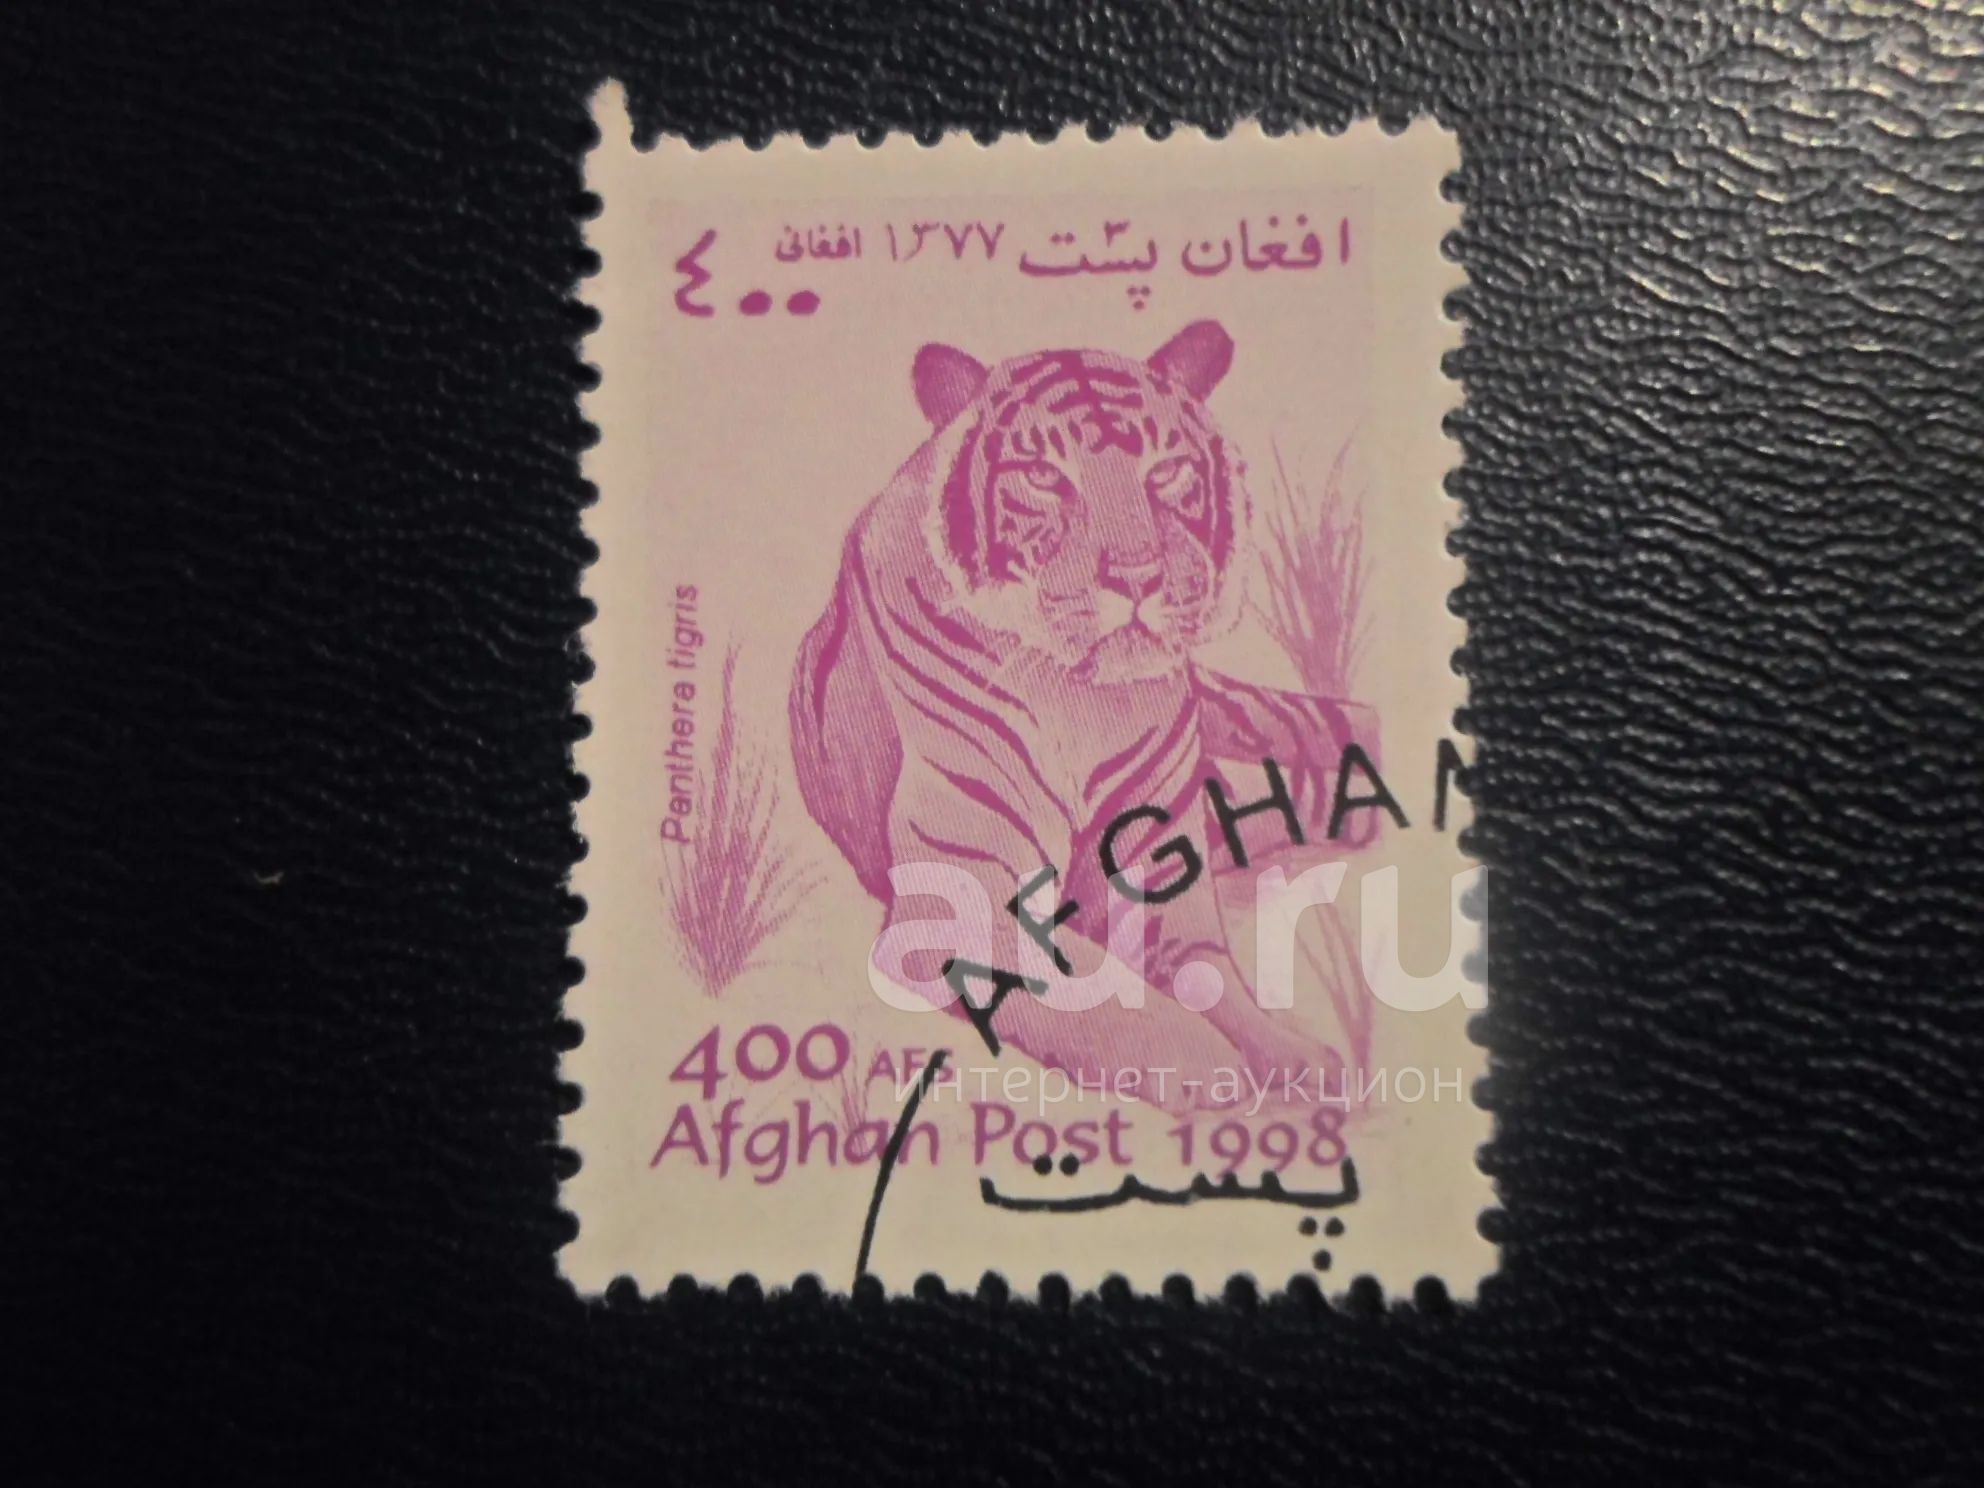 افغان پست ۱۳۷۷ افغانی
٤٠٠
Panthera tigris
AFGHAN
au.ru
интернет-аукцион
400 AFS
Afghan Post 1998
پست